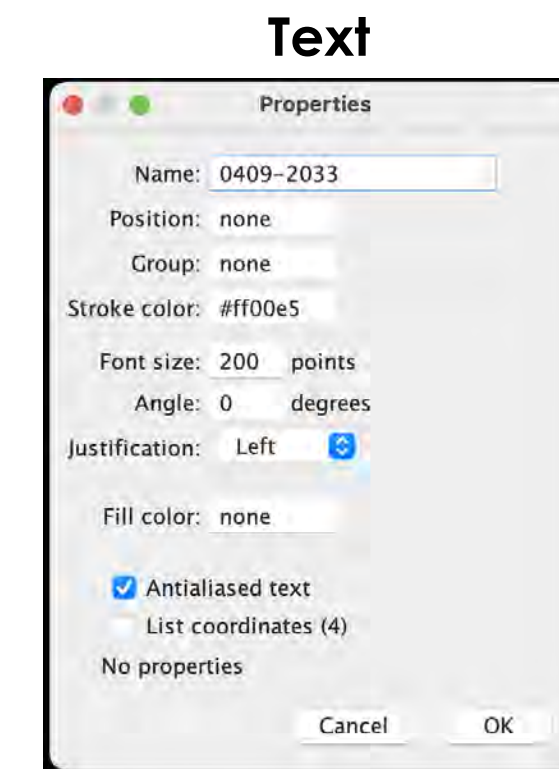 Text
Properties
Name: 0409-2033
Position: none
Group: none
Stroke color: #ff00e5
Font size: 200 points
Angle: 0 degrees
Justification: Left
Fill color: none
Antialiased text
List coordinates (4)
No properties
Cancel OK